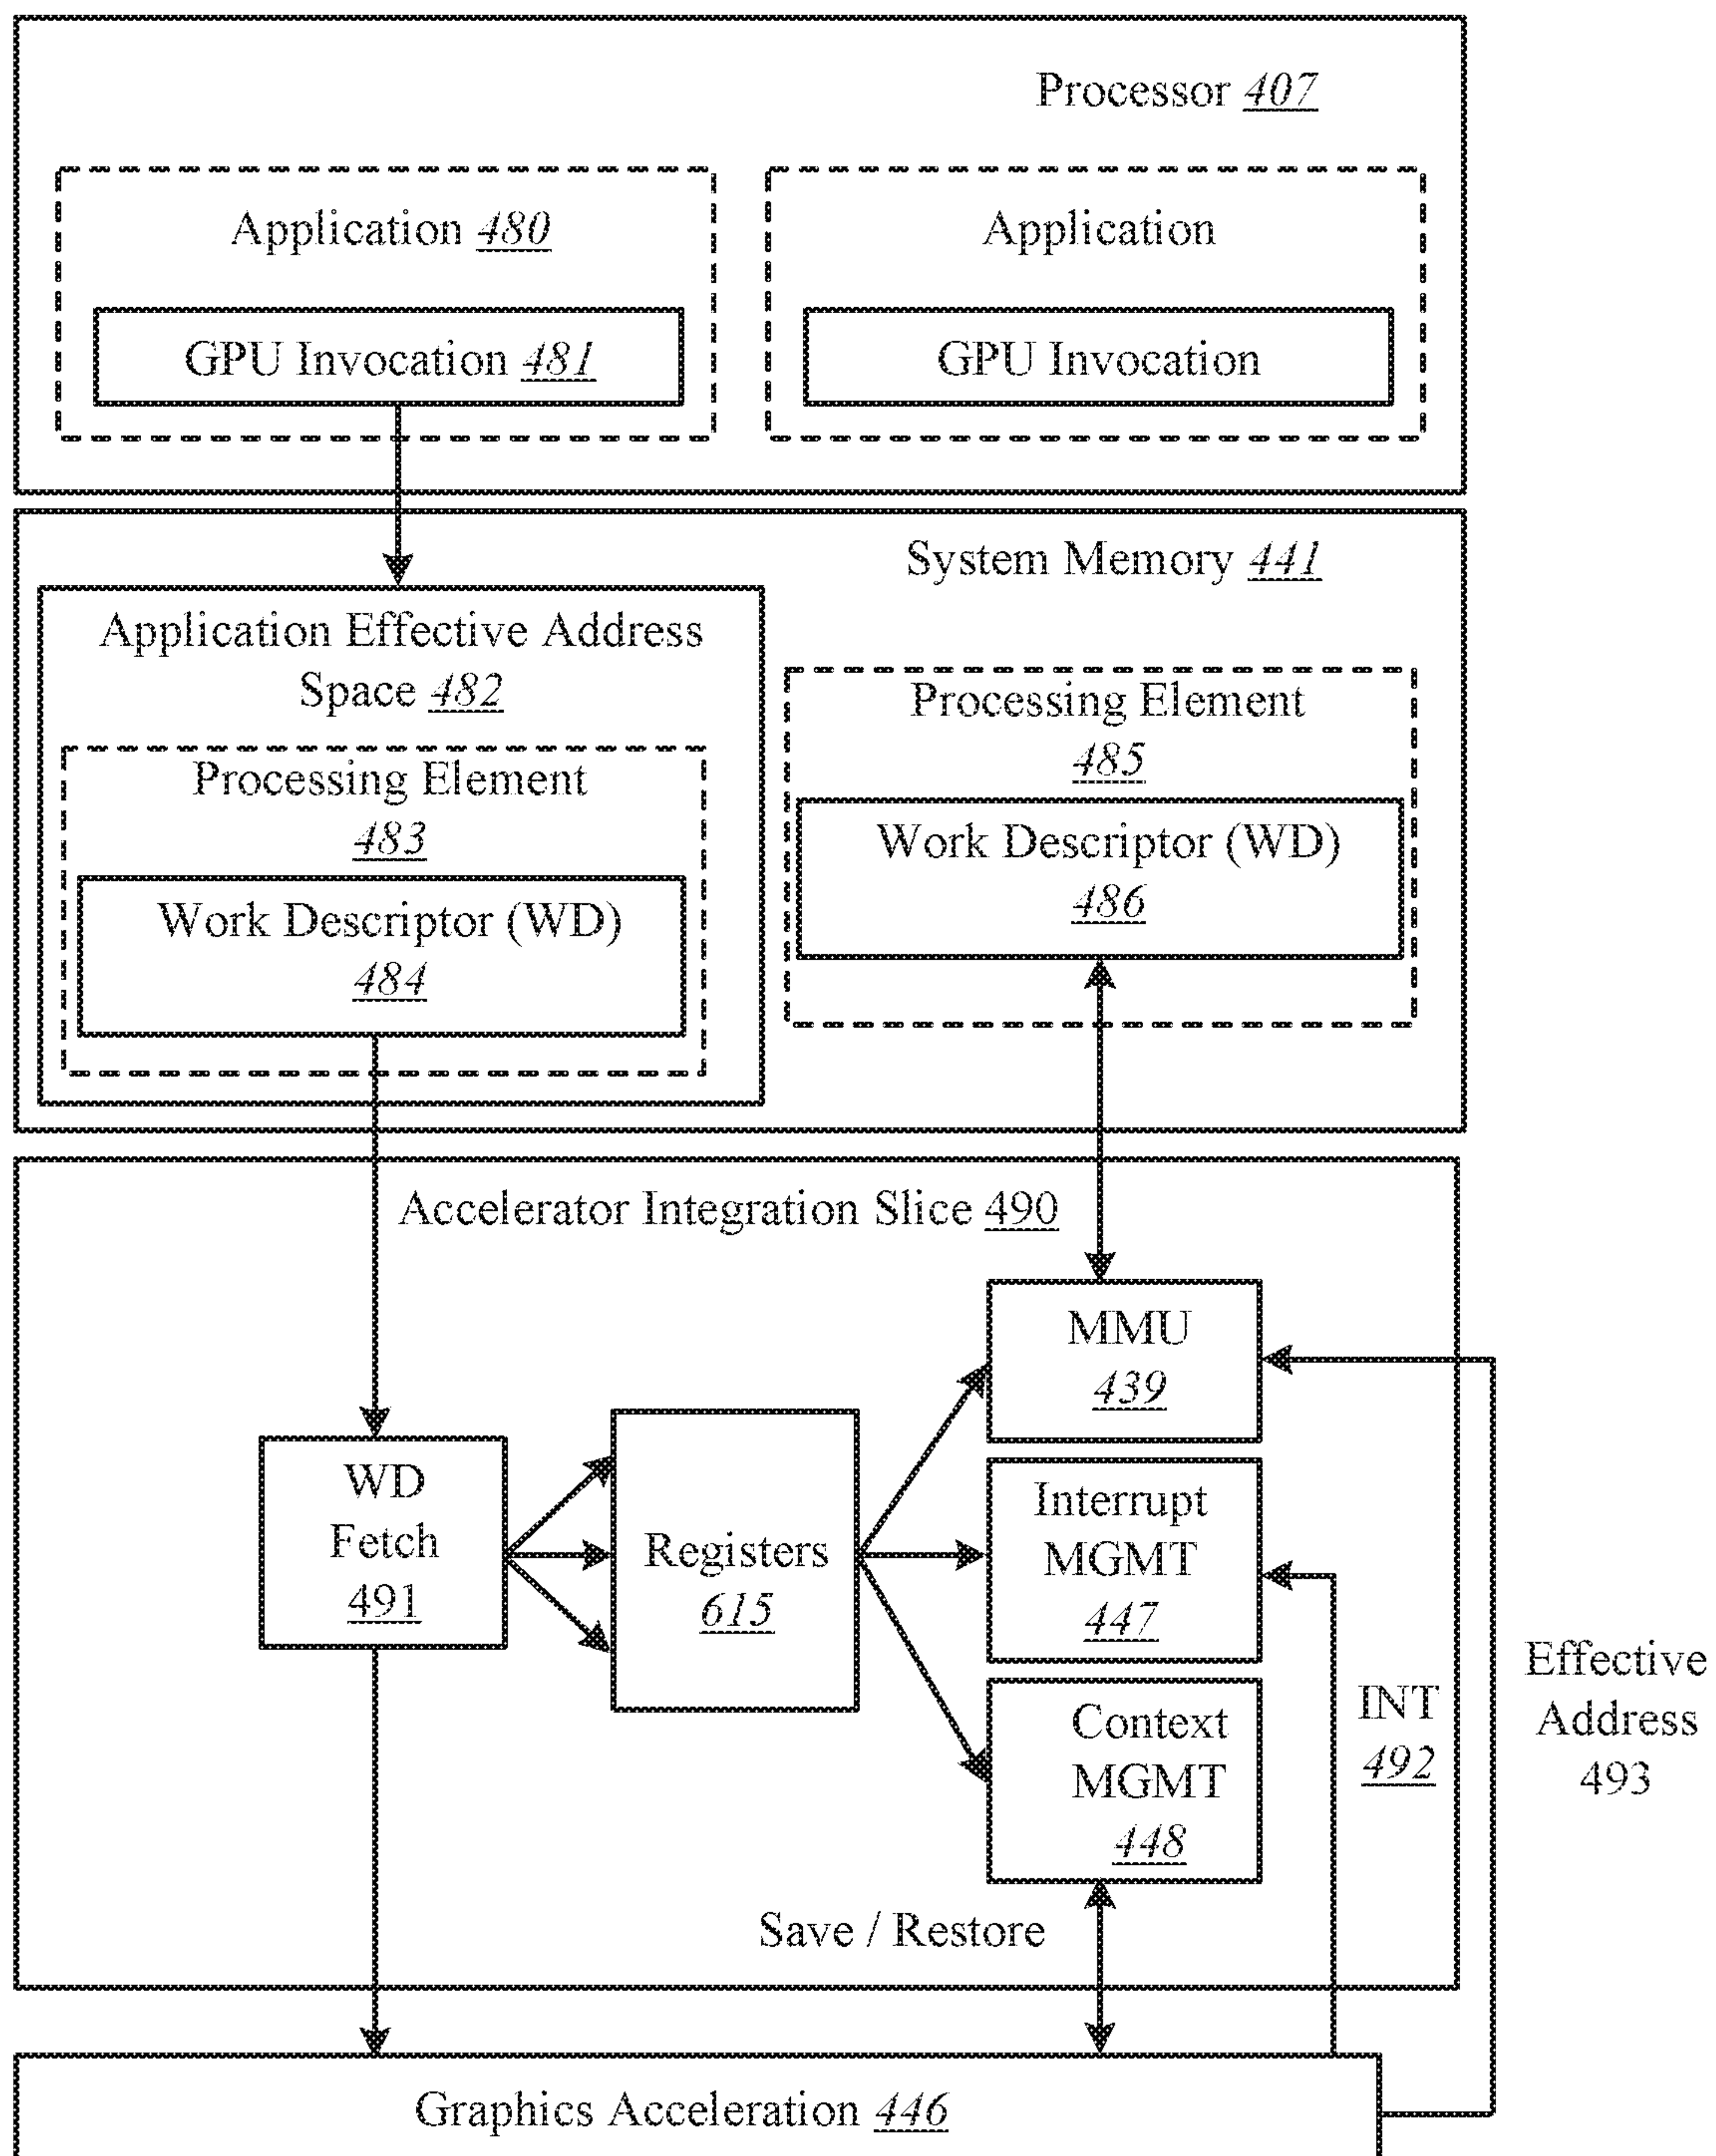 Processor 407
Application 480
Application
GPU Invocation 481
GPU Invocation
System Memory 441
Application Effective Address
Space 482
Processing Element
485
Processing Element
483
Work Descriptor (WD)
486
Work Descriptor (WD)
484
Accelerator Integration Slice 490
MMU
439
WD
Fetch
491
Registers
615
Interrupt
MGMT
447
Context
MGMT
448
INT
492
Effective
Address
493
Save / Restore
Graphics Acceleration 446